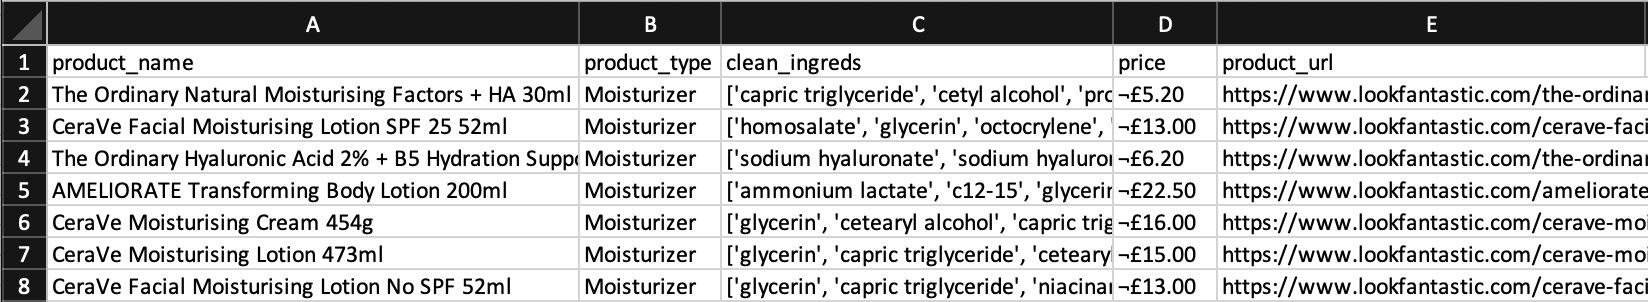 A B C D E
1 product_name product_type clean_ingreds price product_url
2 The Ordinary Natural Moisturising Factors + HA 30ml Moisturizer ['capric triglyceride', 'cetyl alcohol', 'pro ¬£5.20 https://www.lookfantastic.com/the-ordinar
3 CeraVe Facial Moisturising Lotion SPF 25 52ml Moisturizer ['homosalate', 'glycerin', 'octocrylene', ' ¬£13.00 https://www.lookfantastic.com/cerave-faci
4 The Ordinary Hyaluronic Acid 2% + B5 Hydration Suppo Moisturizer ['sodium hyaluronate', 'sodium hyaluror ¬£6.20 https://www.lookfantastic.com/the-ordinar
5 AMELIORATE Transforming Body Lotion 200ml Moisturizer ['ammonium lactate', 'c12-15', 'glycerin ¬£22.50 https://www.lookfantastic.com/ameliorate
6 CeraVe Moisturising Cream 454g Moisturizer ['glycerin', 'cetearyl alcohol', 'capric trig ¬£16.00 https://www.lookfantastic.com/cerave-moi
7 CeraVe Moisturising Lotion 473ml Moisturizer ['glycerin', 'capric triglyceride', 'cetearyl ¬£15.00 https://www.lookfantastic.com/cerave-moi
8 CeraVe Facial Moisturising Lotion No SPF 52ml Moisturizer ['glycerin', 'capric triglyceride', 'niacinar ¬£13.00 https://www.lookfantastic.com/cerave-faci